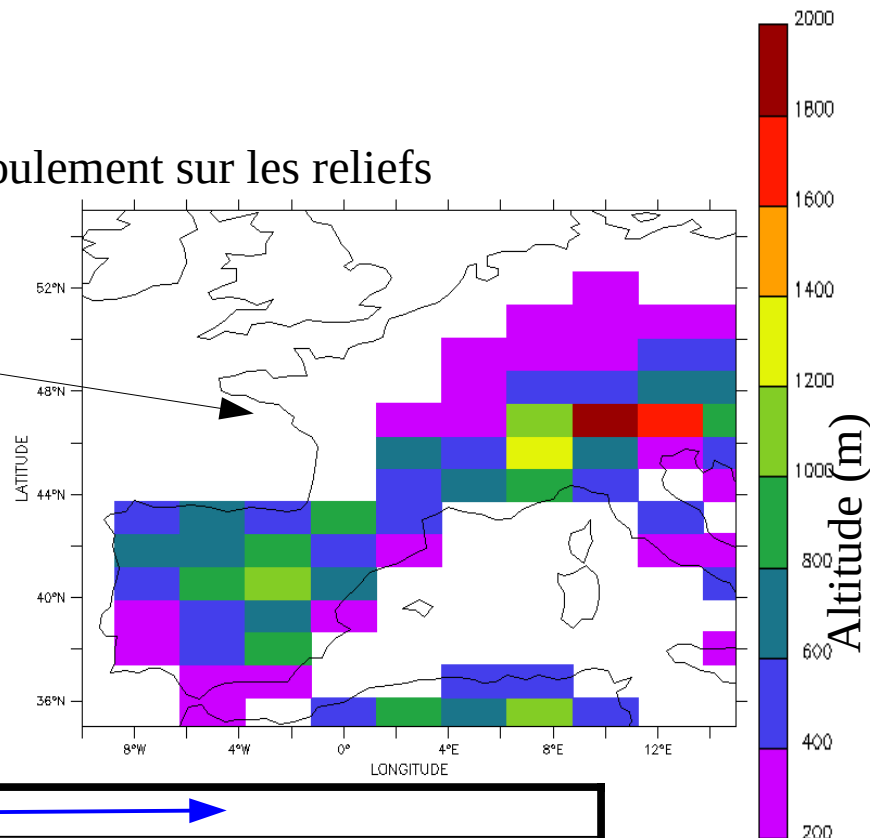 oulement sur les reliefs
2000
1800
1600
1400
1200
1000
800
600
400
200
Altitude (m)
52°N
48°N
44°N
40°N
36°N
LATITUDE
8°W 4°W 0° 4°E 8°E 12°E
LONGITUDE